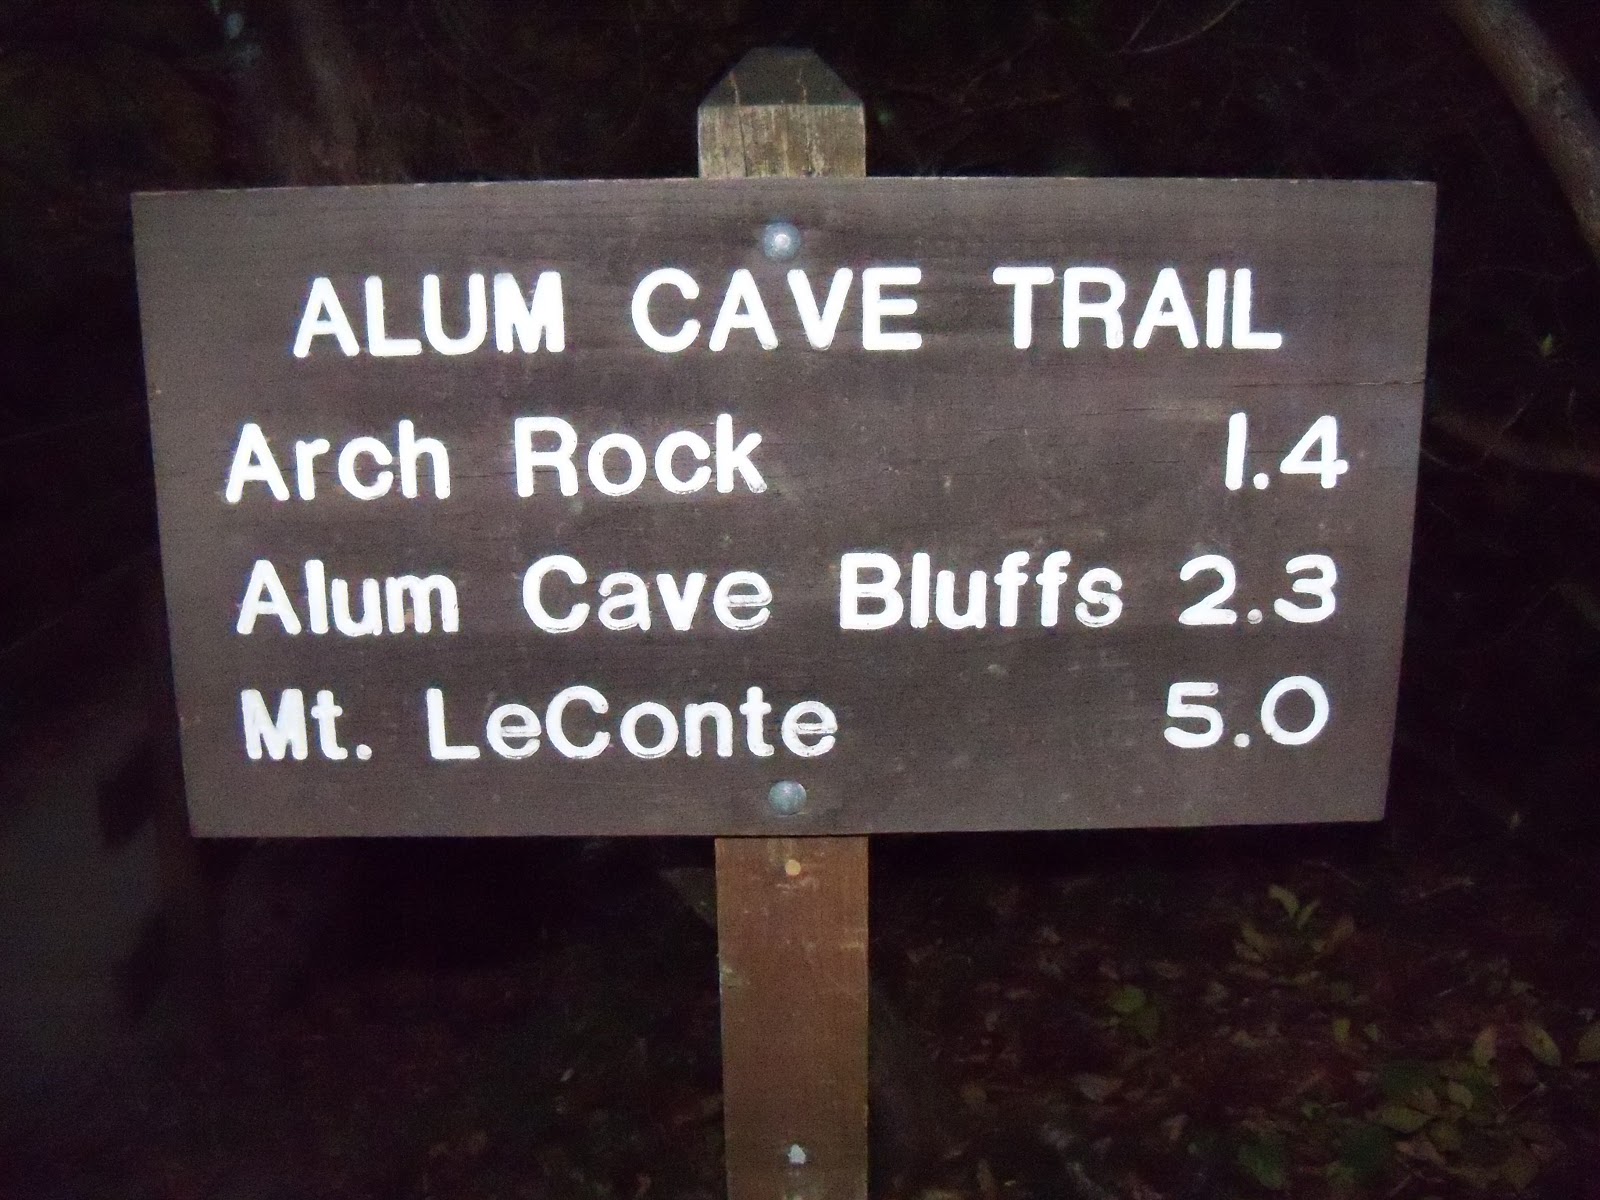 ALUM CAVE TRAIL
Arch Rock 1.4
Alum Cave Bluffs 2.3
Mt. LeConte 5.0